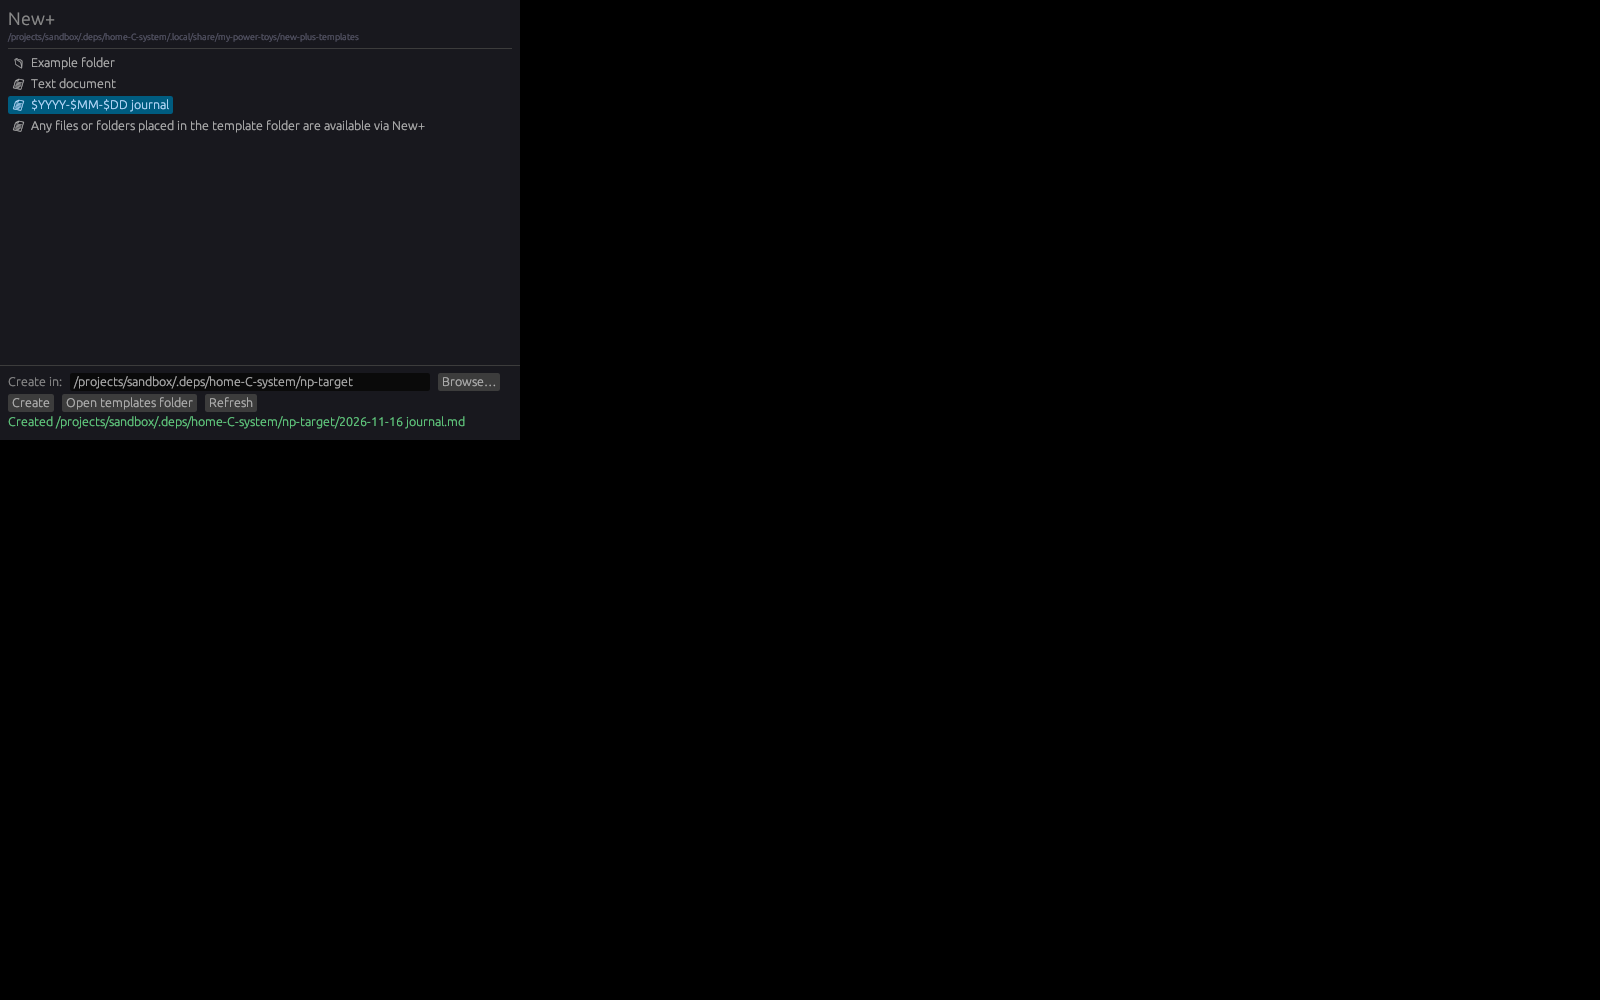 New+
/projects/sandbox/.deps/home-C-system/.local/share/my-power-toys/new-plus-templates
Example folder
Text document
$YYYY-$MM-$DD journal
Any files or folders placed in the template folder are available via New+
Create in: /projects/sandbox/.deps/home-C-system/np-target Browse...
Create Open templates folder Refresh
Created /projects/sandbox/.deps/home-C-system/np-target/2026-11-16 journal.md